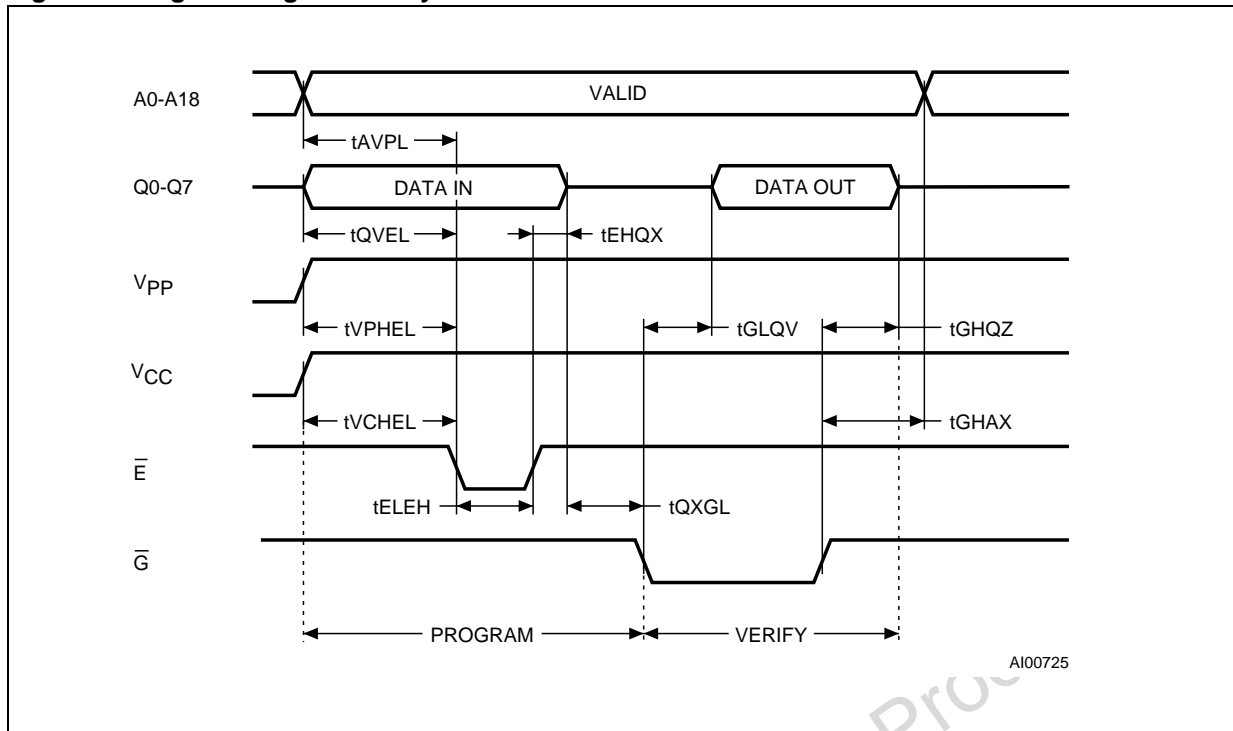 A0-A18
VALID
tAVPL
Q0-Q7
DATA IN
DATA OUT
tQVEL
tEHQX
VPP
tVPHEL
tGLQV
tGHQZ
VCC
tVCHEL
tGHAX
E̅
tELEH
tQXGL
G̅
PROGRAM
VERIFY
AI00725